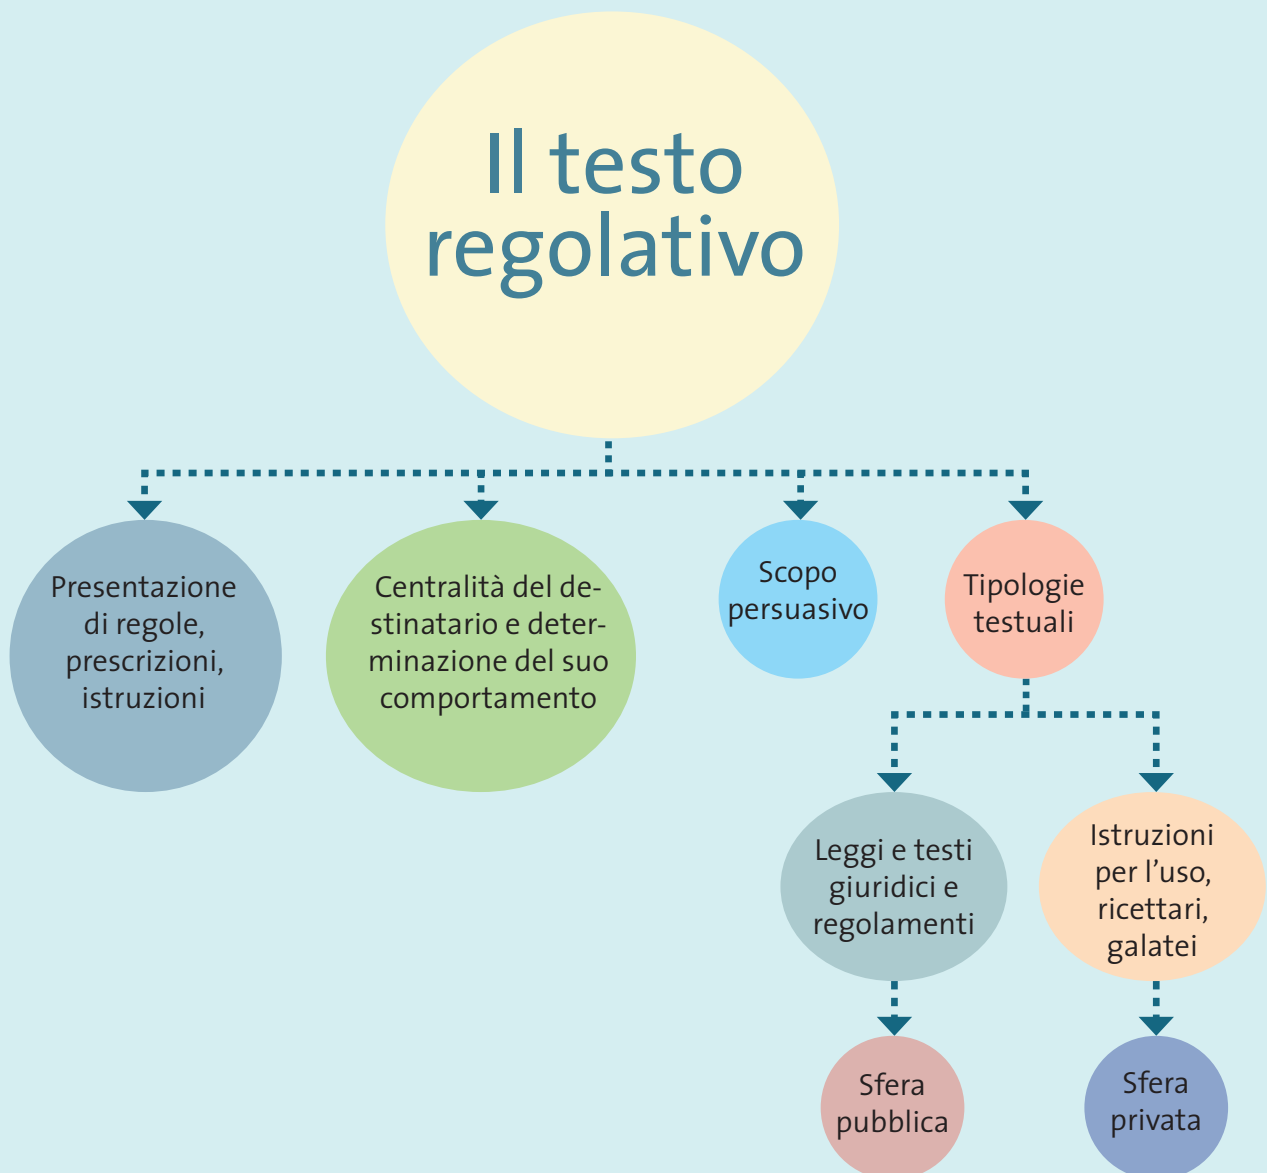 Il testo
regolativo
Presentazione
di regole,
prescrizioni,
istruzioni
Centralità del de-
stinatario e deter-
minazione del suo
comportamento
Scopo
persuasivo
Tipologie
testuali
Leggi e testi
giuridici e
regolamenti
Istruzioni
per l’uso,
ricettari,
galatei
Sfera
pubblica
Sfera
privata